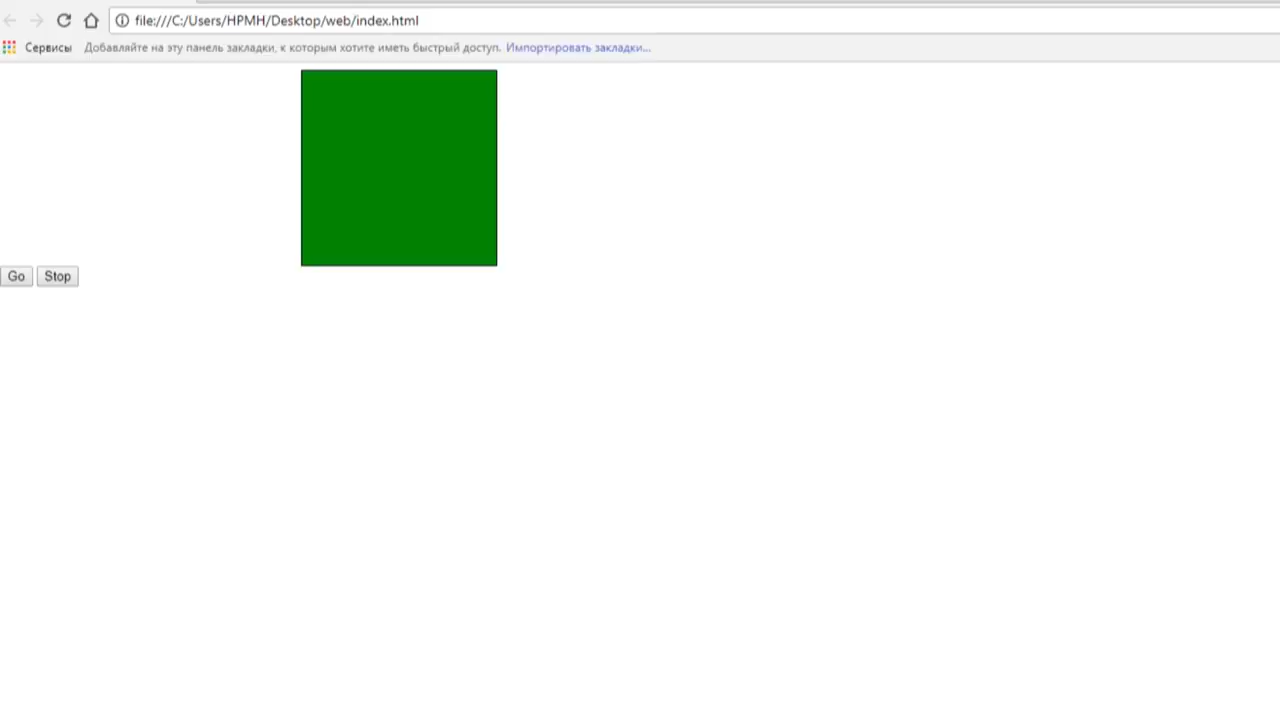 file:///C:/Users/HPMH/Desktop/web/index.html
Сервисы Добавляйте на эту панель закладки, к которым хотите иметь быстрый доступ. Импортировать закладки...
Go Stop